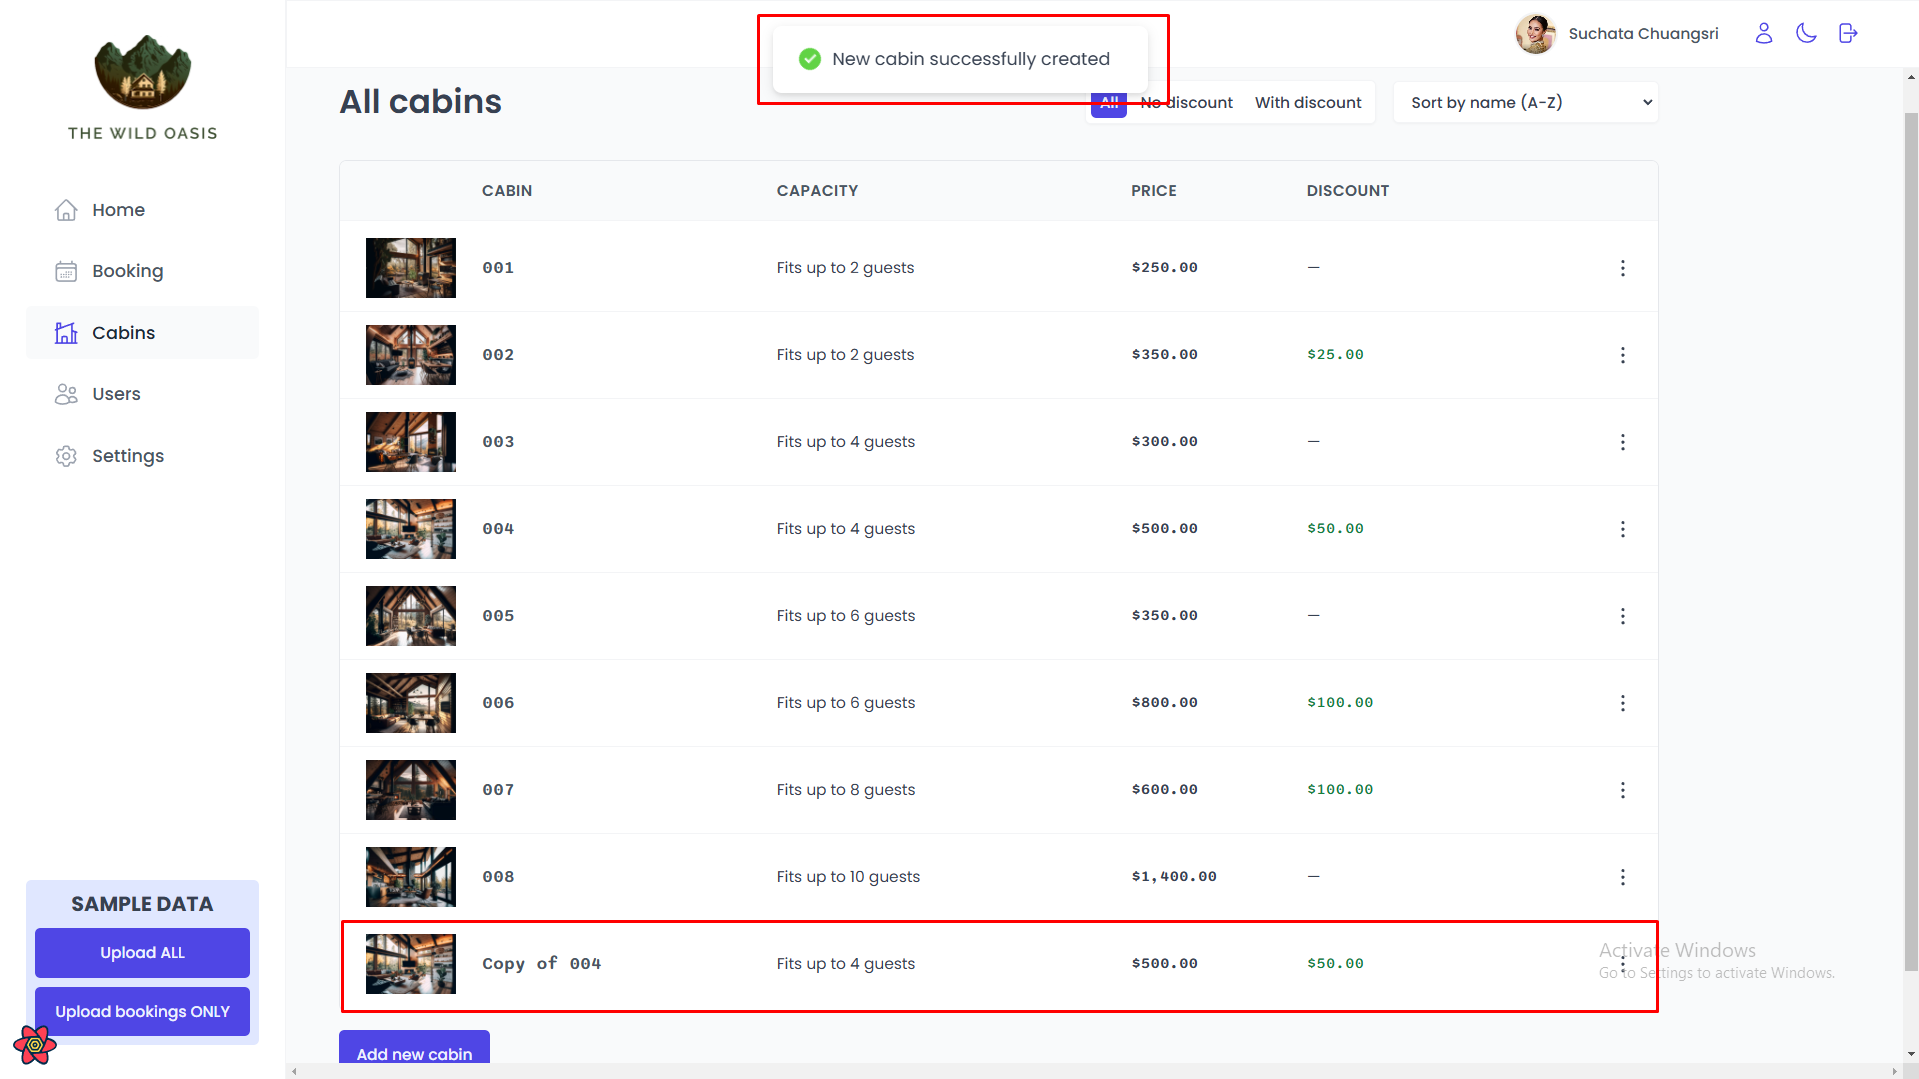 THE WILD OASIS
Home
Booking
Cabins
Users
Settings
SAMPLE DATA
Upload ALL
Upload bookings ONLY
New cabin successfully created
Suchata Chuangsri
All cabins
All No discount With discount Sort by name (A-Z)
CABIN CAPACITY PRICE DISCOUNT
001 Fits up to 2 guests $250.00 —
002 Fits up to 2 guests $350.00 $25.00
003 Fits up to 4 guests $300.00 —
004 Fits up to 4 guests $500.00 $50.00
005 Fits up to 6 guests $350.00 —
006 Fits up to 6 guests $800.00 $100.00
007 Fits up to 8 guests $600.00 $100.00
008 Fits up to 10 guests $1,400.00 —
Copy of 004 Fits up to 4 guests $500.00 $50.00
Add new cabin
Activate Windows
Go to Settings to activate Windows.